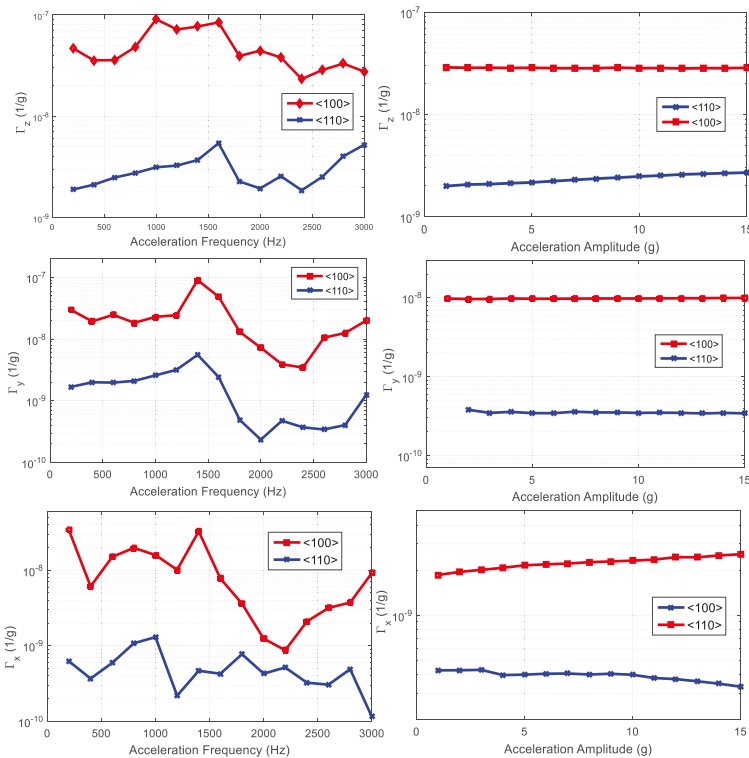 10⁻⁷
10⁻⁸
10⁻⁹
Γz (1/g)
<100>
<110>
0 500 1000 1500 2000 2500 3000
Acceleration Frequency (Hz)
10⁻⁷
10⁻⁸
10⁻⁹
Γz (1/g)
<110>
<100>
0 5 10 15
Acceleration Amplitude (g)
10⁻⁷
10⁻⁸
10⁻⁹
10⁻¹⁰
Γy (1/g)
<100>
<110>
0 500 1000 1500 2000 2500 3000
Acceleration Frequency (Hz)
10⁻⁸
10⁻⁹
10⁻¹⁰
Γy (1/g)
<100>
<110>
0 5 10 15
Acceleration Amplitude (g)
10⁻⁸
10⁻⁹
10⁻¹⁰
Γx (1/g)
<100>
<110>
0 500 1000 1500 2000 2500 3000
Acceleration Frequency (Hz)
10⁻⁹
Γx (1/g)
<100>
<110>
0 5 10 15
Acceleration Amplitude (g)